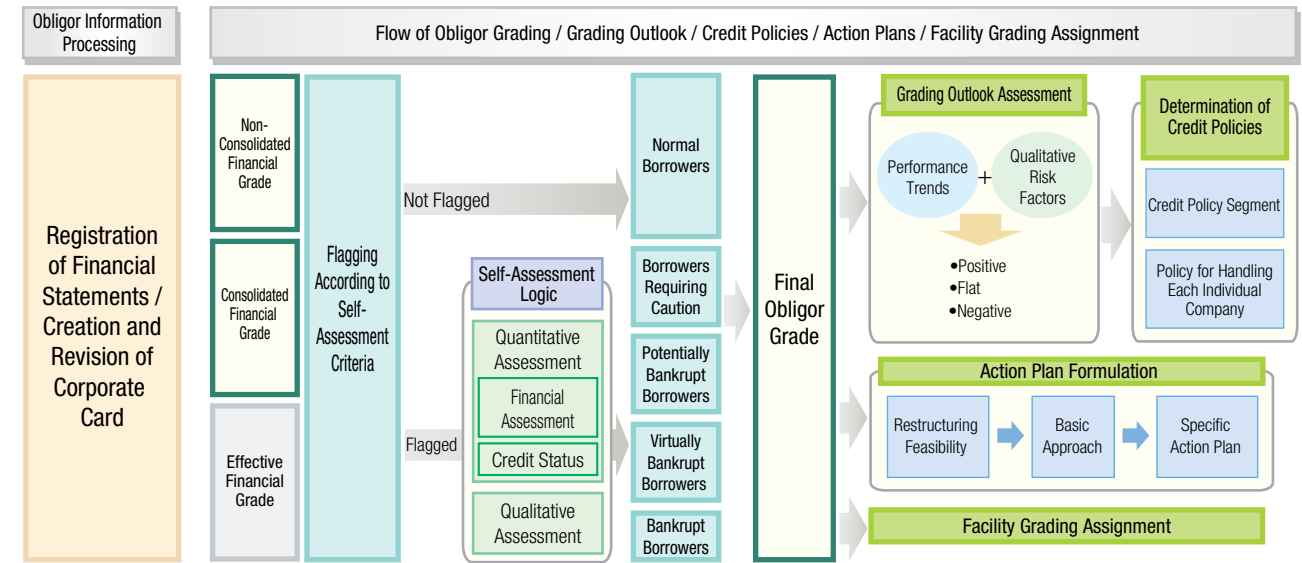 Obligor Information
Processing
Flow of Obligor Grading / Grading Outlook / Credit Policies / Action Plans / Facility Grading Assignment
Registration
of Financial
Statements /
Creation and
Revision of
Corporate
Card
Non-
Consolidated
Financial
Grade
Consolidated
Financial
Grade
Effective
Financial
Grade
Flagging
According to
Self-
Assessment
Criteria
Not Flagged
Flagged
Self-Assessment
Logic
Quantitative
Assessment
Financial
Assessment
Credit Status
Qualitative
Assessment
Normal
Borrowers
Borrowers
Requiring
Caution
Potentially
Bankrupt
Borrowers
Virtually
Bankrupt
Borrowers
Bankrupt
Borrowers
Final
Obligor
Grade
Grading Outlook Assessment
Performance
Trends
+
Qualitative
Risk
Factors
•Positive
•Flat
•Negative
Determination of
Credit Policies
Credit Policy Segment
Policy for Handling
Each Individual
Company
Action Plan Formulation
Restructuring
Feasibility
Basic
Approach
Specific
Action Plan
Facility Grading Assignment